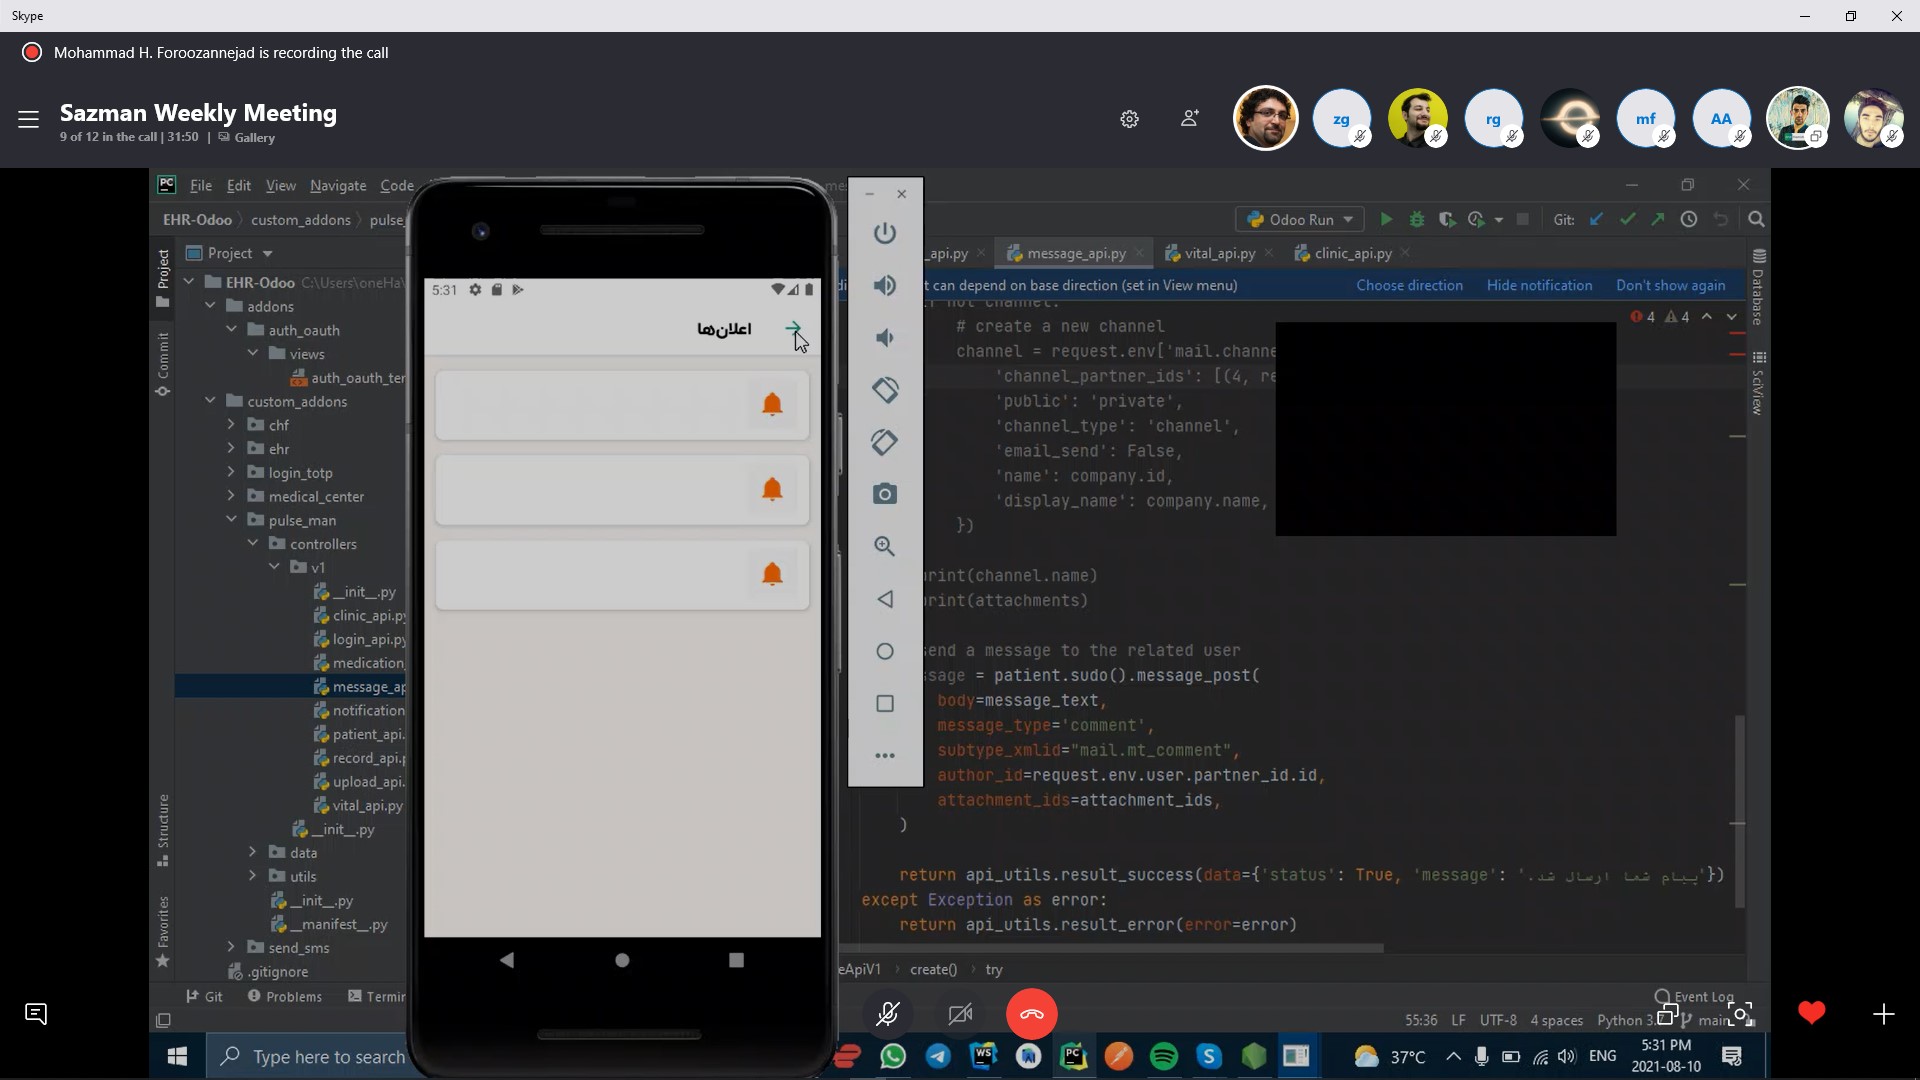 Skype
Mohammad H. Foroozannejad is recording the call
Sazman Weekly Meeting
9 of 12 in the call | 31:50 | Gallery
zg
rg
mf
AA
PC File Edit View Navigate Code
EHR-Odoo custom_addons
Odoo Run
Git:
Project
_api.py
message_api.py
vital_api.py
clinic_api.py
can depend on base direction (set in View menu)
Choose direction
Hide notification
Don't show again
EHR-Odoo
addons
auth_oauth
views
custom_addons
chf
ehr
login_totp
medical_center
pulse_man
controllers
v1
__init__.py
clinic_api.py
login_api.py
medication
message_ap
notification
patient_api.
record_api.p
upload_api.
vital_api.py
__init__.py
data
utils
__init__.py
__manifest__.py
send_sms
.gitignore
Project
Commit
Structure
Favorites
5:31
اعلان‌ها
4 4
# create a new channel
channel = request.env['mail.channe
'channel_partner_ids': [(4, re
'public': 'private',
'channel_type': 'channel',
'email_send': False,
'name': company.id,
'display_name': company.name,
})
rint(channel.name)
rint(attachments)
end a message to the related user
ssage = patient.sudo().message_post(
body=message_text,
message_type='comment',
subtype_xmlid="mail.mt_comment",
author_id=request.env.user.partner_id.id,
attachment_ids=attachment_ids,
)
return api_utils.result_success(data={'status': True, 'message': 'پیام شما ارسال شد.'})
except Exception as error:
return api_utils.result_error(error=error)
eApiV1 create() try
Database
SciView
Git Problems Termin
Event Log
55:36 LF UTF-8 4 spaces Python 3.7 main
Type here to search
37°C
ENG
5:31 PM
2021-08-10